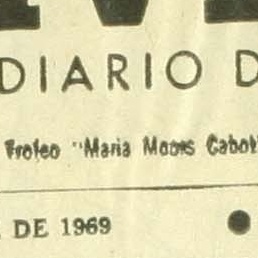 DIARIO D
Trofeo "Maria Moors Cabot
DE 1969